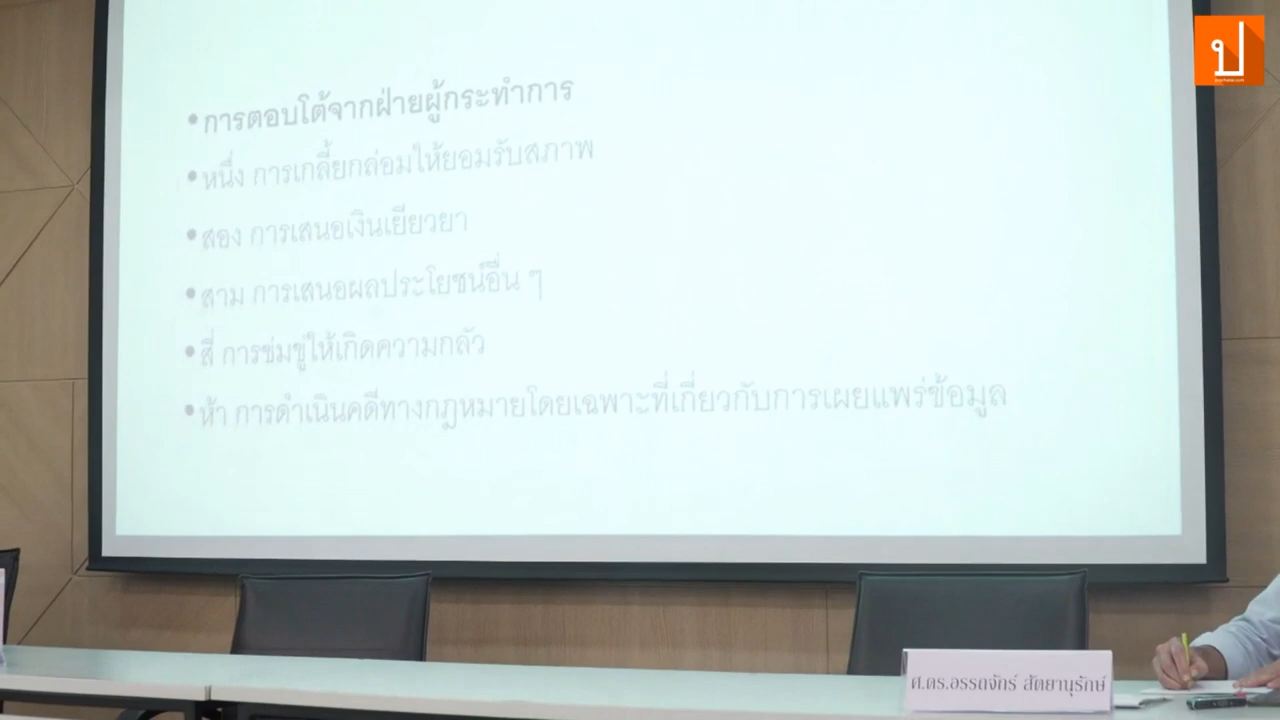 ป
• การตอบโต้จากฝ่ายผู้กระทำการ
• หนึ่ง การเกลี้ยกล่อมให้ยอมรับสภาพ
• สอง การเสนอเงินเยียวยา
• สาม การเสนอผลประโยชน์อื่น ๆ
• สี่ การข่มขู่ให้เกิดความกลัว
• ห้า การดำเนินคดีทางกฎหมายโดยเฉพาะที่เกี่ยวกับการเผยแพร่ข้อมูล
ศ.ดร.อรรถจักร์ สัตยานุรักษ์